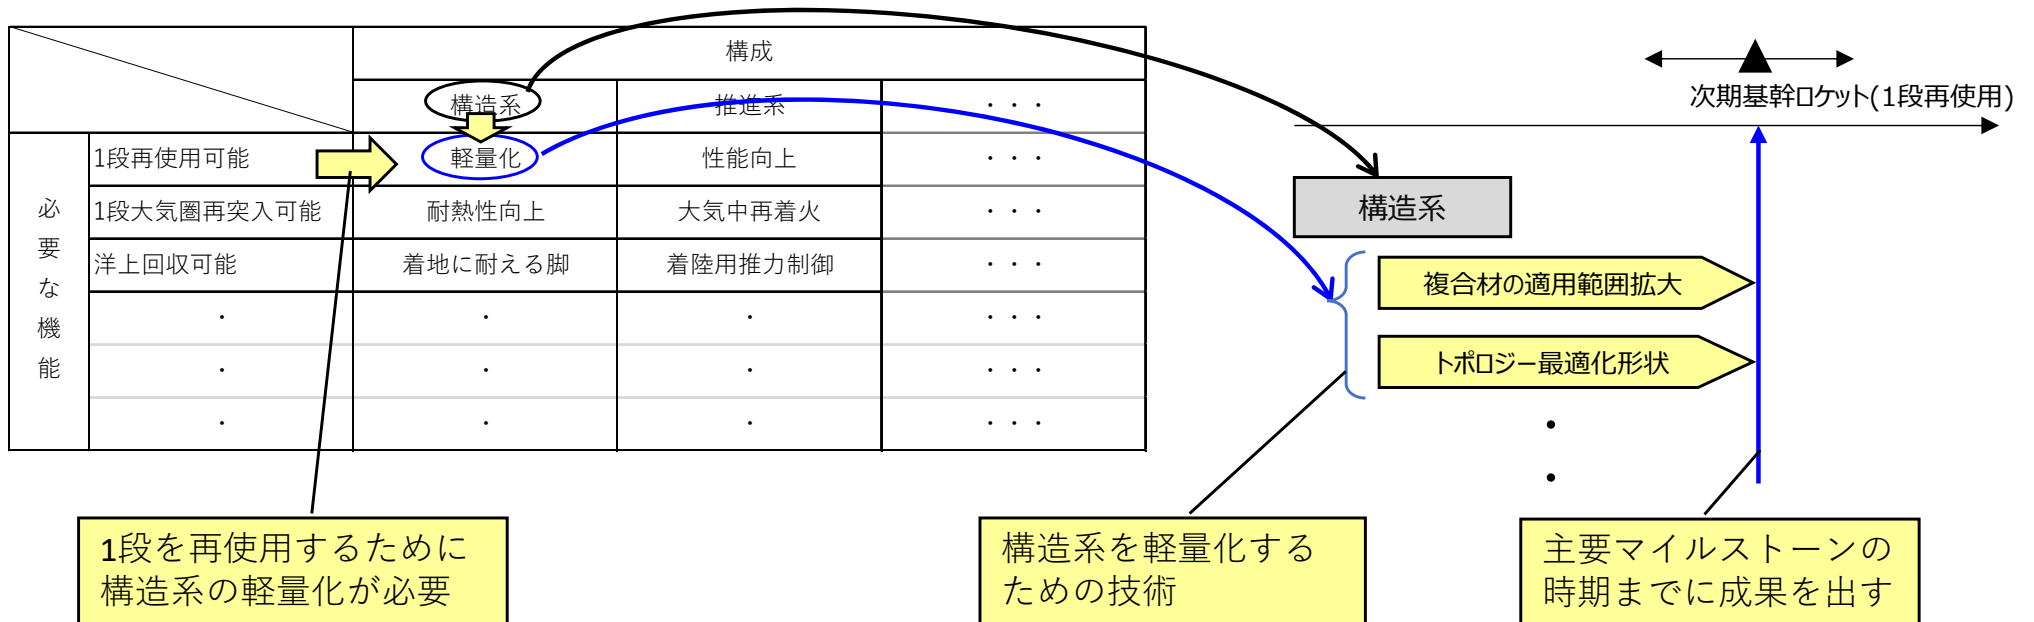 構成
構造系 推進系 ・・・
必要な機能
1段再使用可能 軽量化 性能向上 ・・・
1段大気圏再突入可能 耐熱性向上 大気中再着火 ・・・
洋上回収可能 着地に耐える脚 着陸用推力制御 ・・・
・ ・ ・ ・・・
・ ・ ・ ・・・
・ ・ ・ ・・・
次期基幹ロケット(1段再使用)
構造系
複合材の適用範囲拡大
トポロジー最適化形状
・
・
1段を再使用するために
構造系の軽量化が必要
構造系を軽量化する
ための技術
主要マイルストーンの
時期までに成果を出す